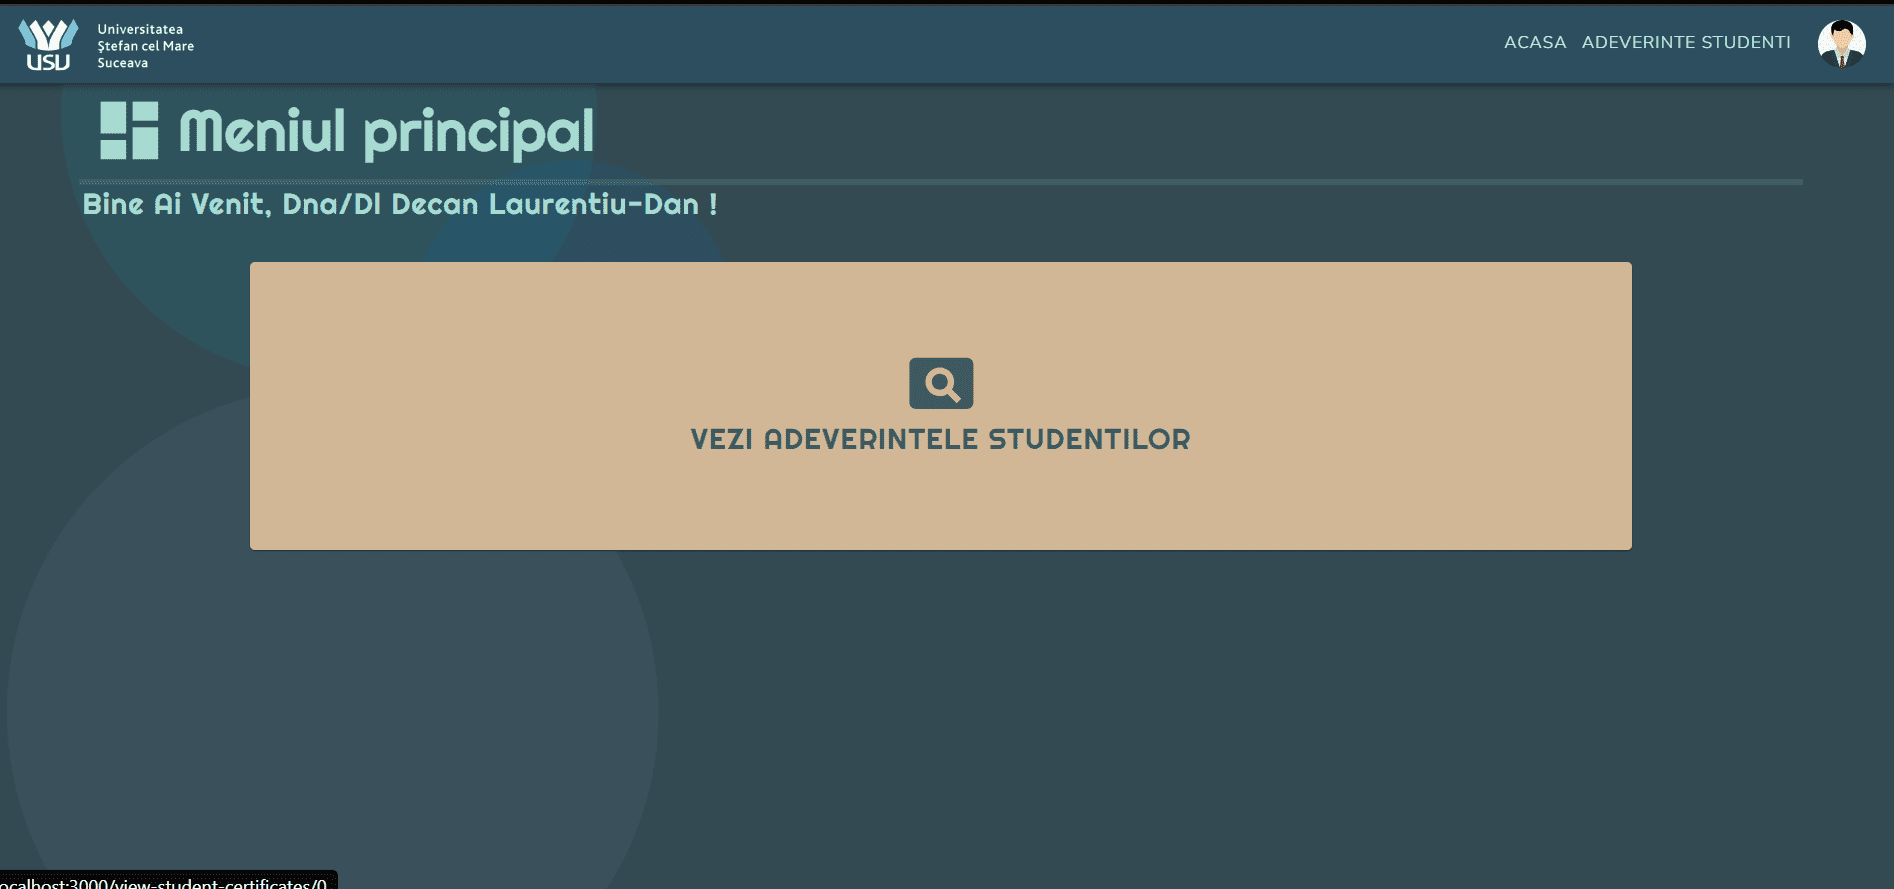 Universitatea
Ștefan cel Mare
Suceava
USU
ACASA ADEVERINTE STUDENTI
Meniul principal
Bine Ai Venit, Dna/Dl Decan Laurentiu-Dan !
VEZI ADEVERINTELE STUDENTILOR
ocalhost:3000/view-student-certificates/0